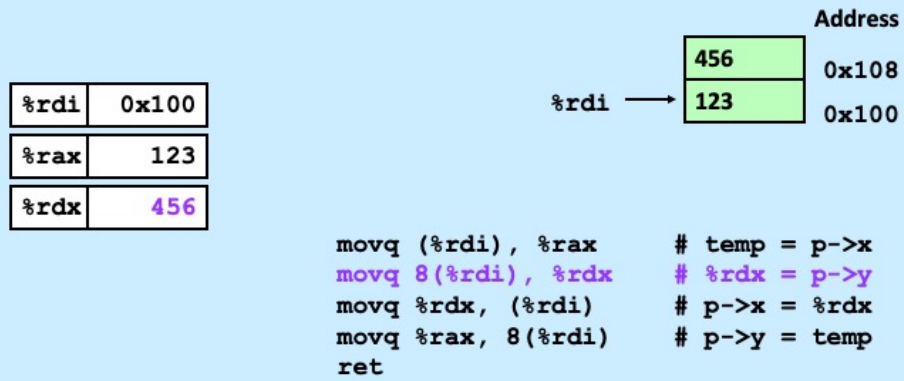 Address
456 0x108
%rdi 123 0x100
%rdi 0x100
%rax 123
%rdx 456
movq (%rdi), %rax # temp = p->x
movq 8(%rdi), %rdx # %rdx = p->y
movq %rdx, (%rdi) # p->x = %rdx
movq %rax, 8(%rdi) # p->y = temp
ret